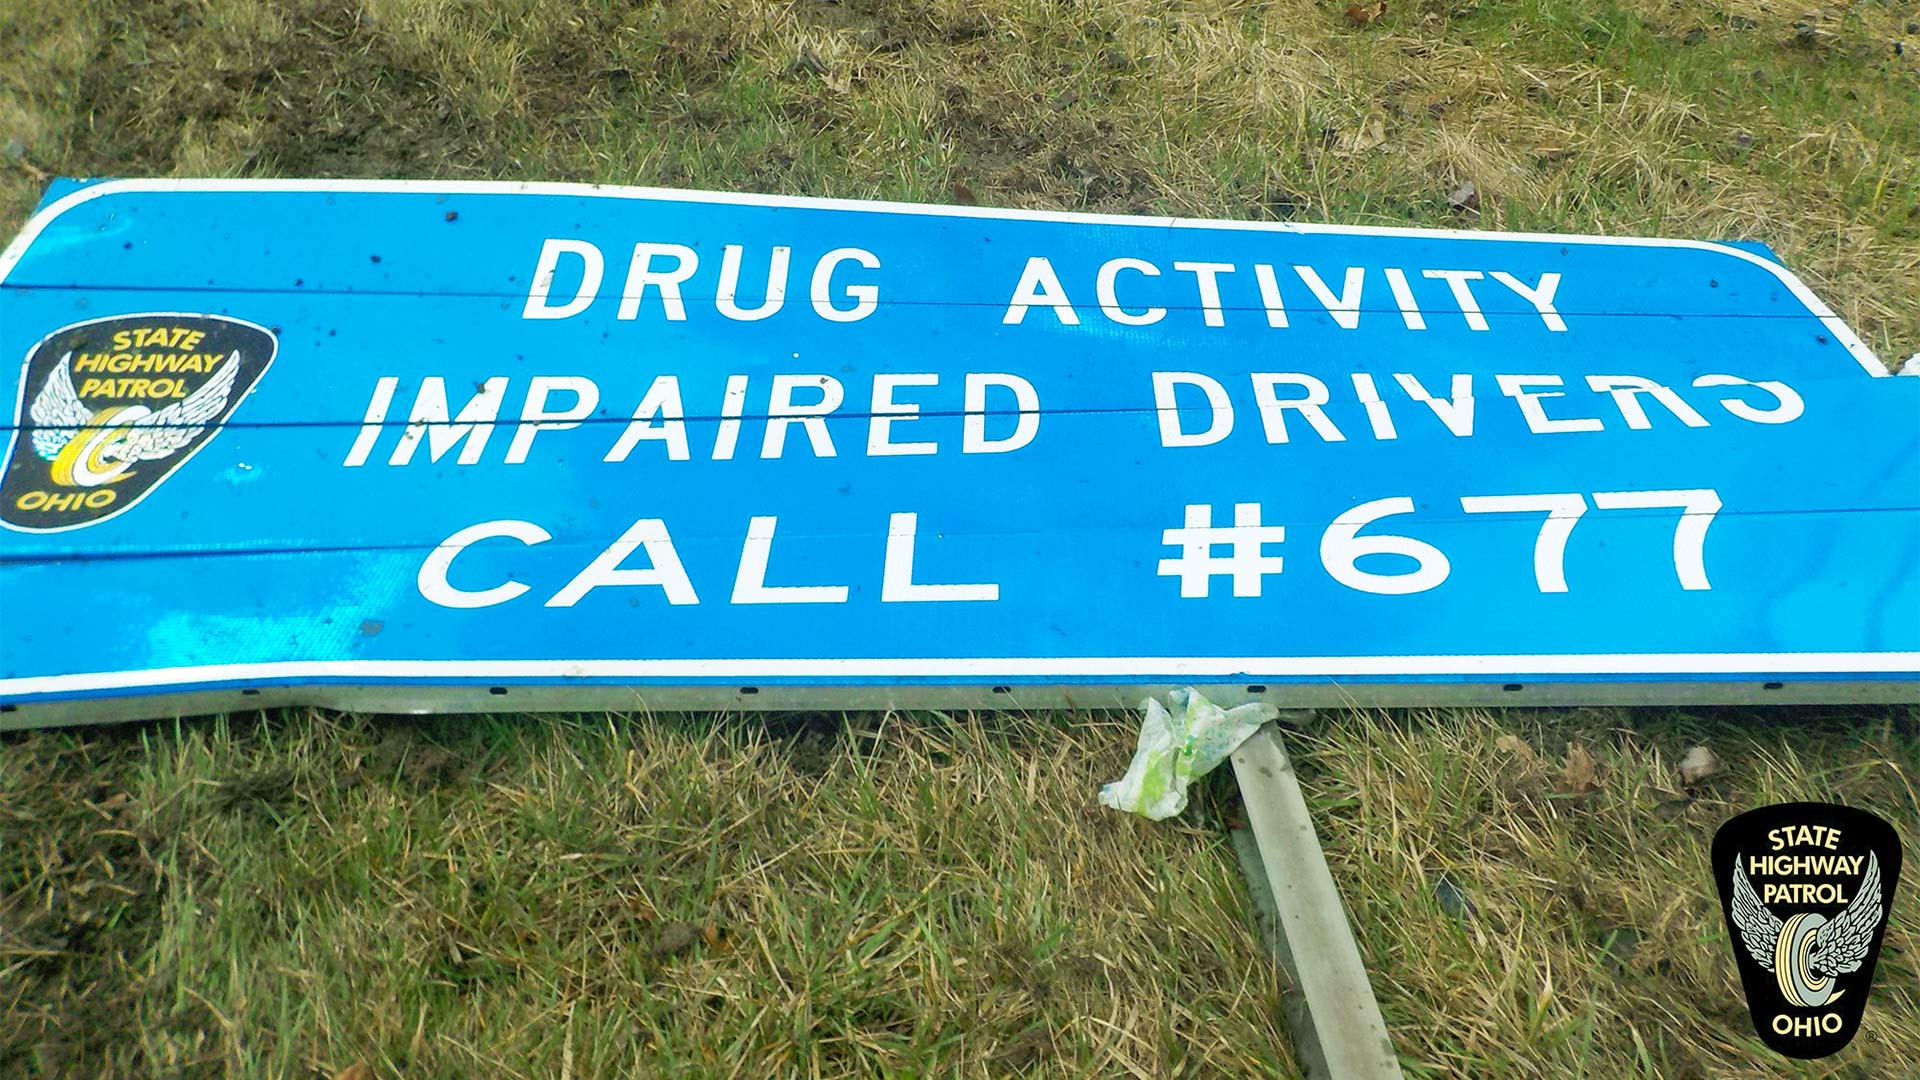 DRUG ACTIVITY
IMPAIRED DRIVERS
CALL #677
STATE
HIGHWAY
PATROL
OHIO
STATE
HIGHWAY
PATROL
OHIO
®